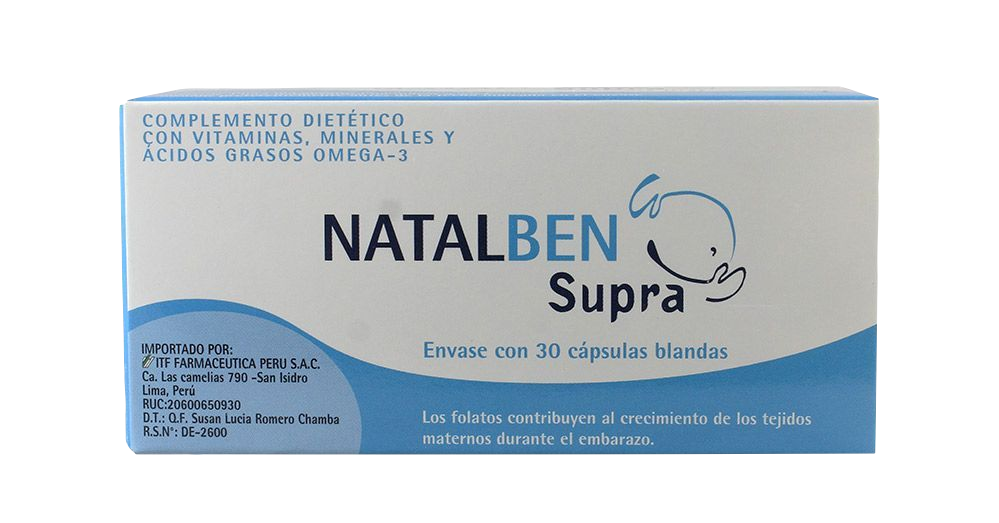 COMPLEMENTO DIETÉTICO
CON VITAMINAS, MINERALES Y
ÁCIDOS GRASOS OMEGA-3
NATALBEN
Supra
Envase con 30 cápsulas blandas
IMPORTADO POR:
ITF FARMACEUTICA PERU S.A.C.
Ca. Las camelias 790 -San Isidro
Lima, Perú
RUC:20600650930
D.T.: Q.F. Susan Lucia Romero Chamba
R.S.N°: DE-2600
Los folatos contribuyen al crecimiento de los tejidos
maternos durante el embarazo.